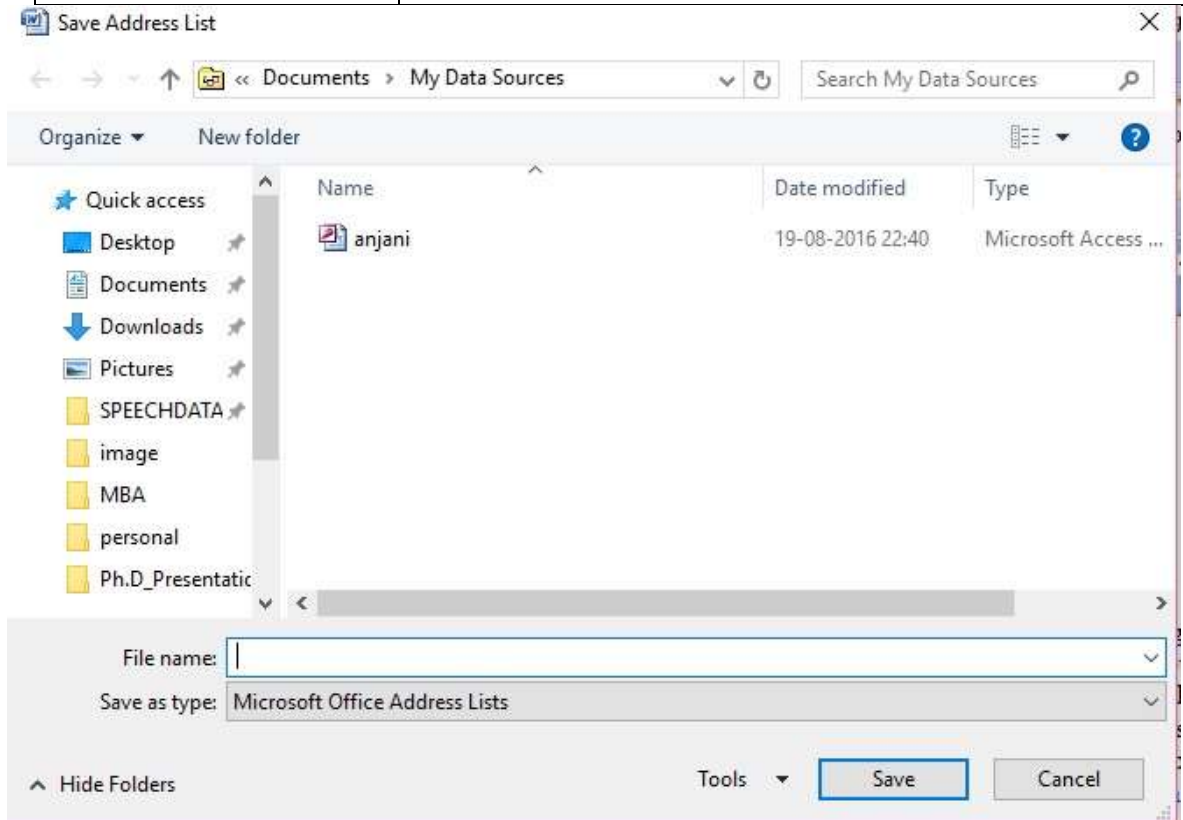 Save Address List
« Documents › My Data Sources
Search My Data Sources
Organize
New folder
Name
Date modified
Type
Quick access
Desktop
Documents
Downloads
Pictures
SPEECHDATA
image
MBA
personal
Ph.D_Presentatic
anjani
19-08-2016 22:40
Microsoft Access ...
File name:
Save as type: Microsoft Office Address Lists
Hide Folders
Tools
Save
Cancel